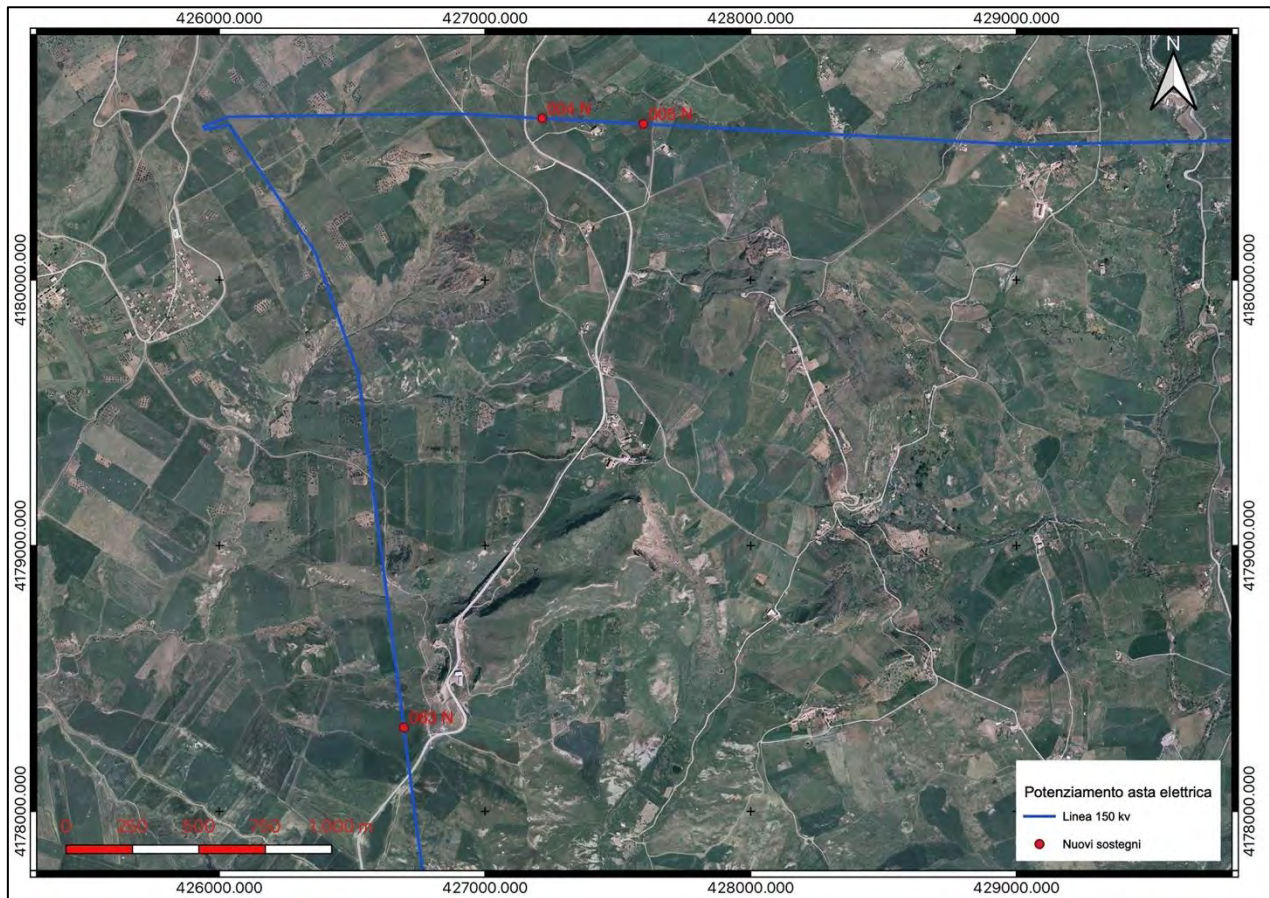 426000.000 427000.000 428000.000 429000.000
N
004 N
005 N
4180000.000 4180000.000
4179000.000 4179000.000
063 N
4178000.000 4178000.000
Potenziamento asta elettrica
Linea 150 kv
Nuovi sostegni
0 250 500 750 1.000 m
426000.000 427000.000 428000.000 429000.000